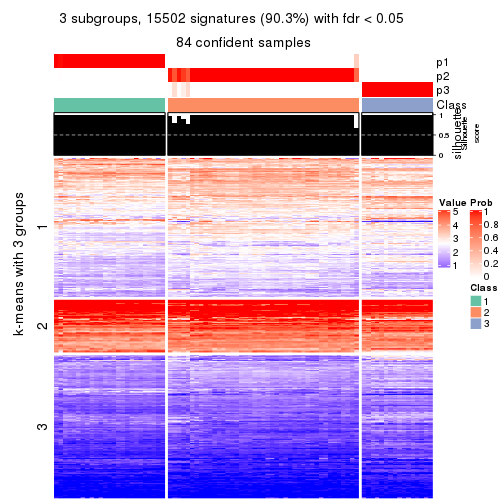 3 subgroups, 15502 signatures (90.3%) with fdr < 0.05
84 confident samples
p1
p2
p3
Class
silhouette
Silhouette
score
1
0.5
0
k-means with 3 groups
1
2
3
Value
5
4
3
2
1
Prob
1
0.8
0.6
0.4
0.2
0
Class
1
2
3